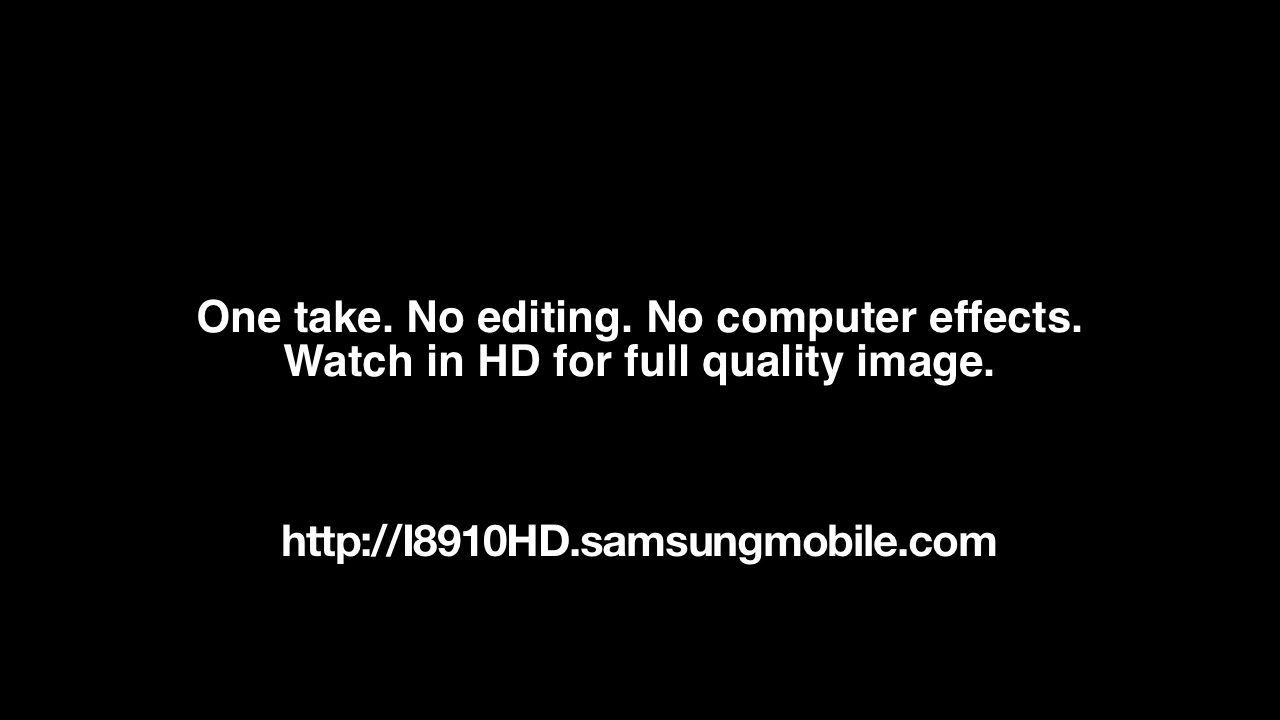 One take. No editing. No computer effects.
Watch in HD for full quality image.
http://I8910HD.samsungmobile.com